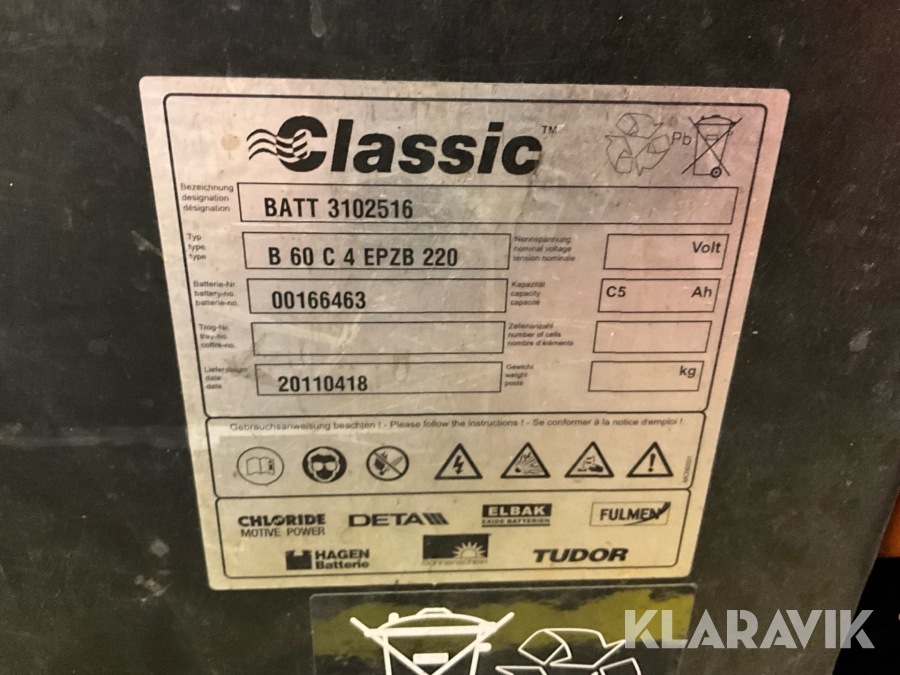 Classic™
Pb
Bezeichnung
designation
désignation
BATT 3102516
Typ
type
type
B 60 C 4 EPZB 220
Nennspannung
nominal voltage
tension nominale
Volt
Batterie-Nr.
battery-no.
batterie-no.
00166463
Kapazität
capacity
capacité
C5 Ah
Trog-Nr.
tray-no.
coffre-no.
Zellenanzahl
number of cells
nombre d'éléments
Lieferdatum
date
date
20110418
Gewicht
weight
poids
kg
Gebrauchsanweisung beachten ! - Please follow the instructions ! - Se conformer à la notice d'emploi !
CHLORIDE
MOTIVE POWER
DETA
ELBAK
EXIDE BATTERIEN
FULMEN
HAGEN
Batterie
Sonnenschein
TUDOR
KLARAVIK